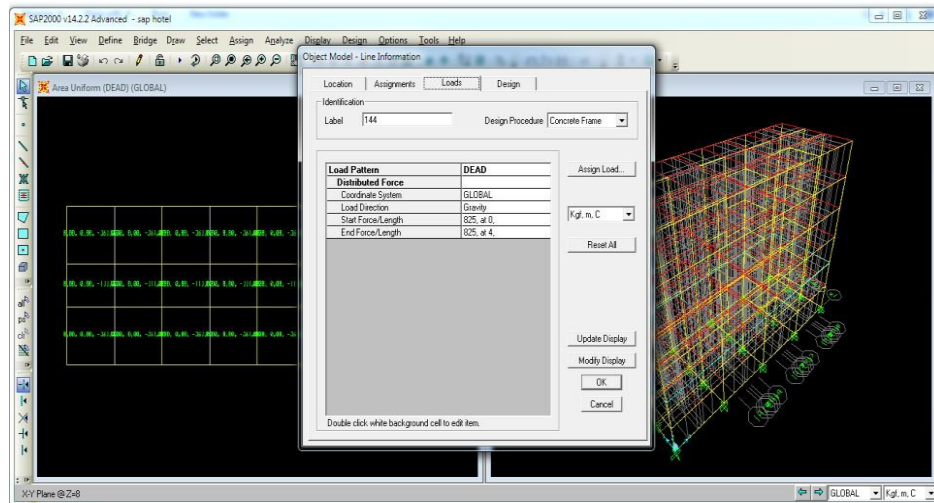 SAP2000 v14.2.2 Advanced - sap hotel
File Edit View Define Bridge Draw Select Assign Analyze Display Design Options Tools Help
Object Model - Line Information
Area Uniform (DEAD) (GLOBAL)
Location Assignments Loads Design
Identification
Label 144 Design Procedure Concrete Frame
Load Pattern DEAD
Distributed Force
Coordinate System GLOBAL
Load Direction Gravity
Start Force/Length 825, at 0,
End Force/Length 825, at 4,
Assign Load...
Kgf, m, C
Reset All
Update Display
Modify Display
OK
Cancel
Double click white background cell to edit item.
X-Y Plane @ Z=8
GLOBAL Kgf, m, C